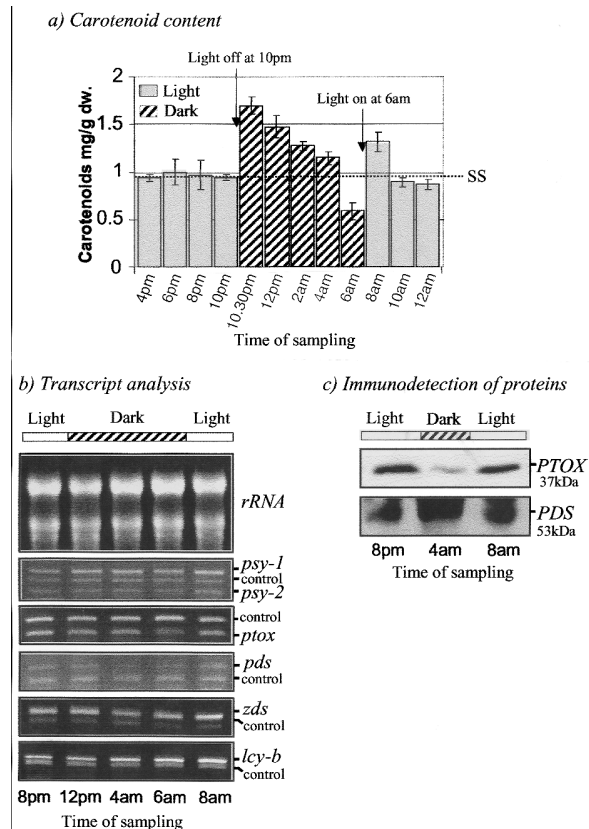 a) Carotenoid content
Light off at 10pm
Light on at 6am
Light
Dark
Carotenoids mg/g dw.
2
1.5
1
0.5
0
SS
4pm
6pm
8pm
10pm
10.30pm
12pm
2am
4am
6am
8am
10am
12am
Time of sampling
b) Transcript analysis
Light Dark Light
rRNA
psy-1
control
psy-2
control
ptox
pds
control
zds
control
lcy-b
control
8pm 12pm 4am 6am 8am
Time of sampling
c) Immunodetection of proteins
Light Dark Light
PTOX
37kDa
PDS
53kDa
8pm 4am 8am
Time of sampling